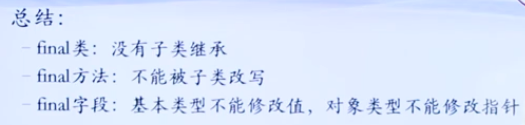 总结：
– final类：没有子类继承
– final方法：不能被子类改写
– final字段：基本类型不能修改值，对象类型不能修改指针